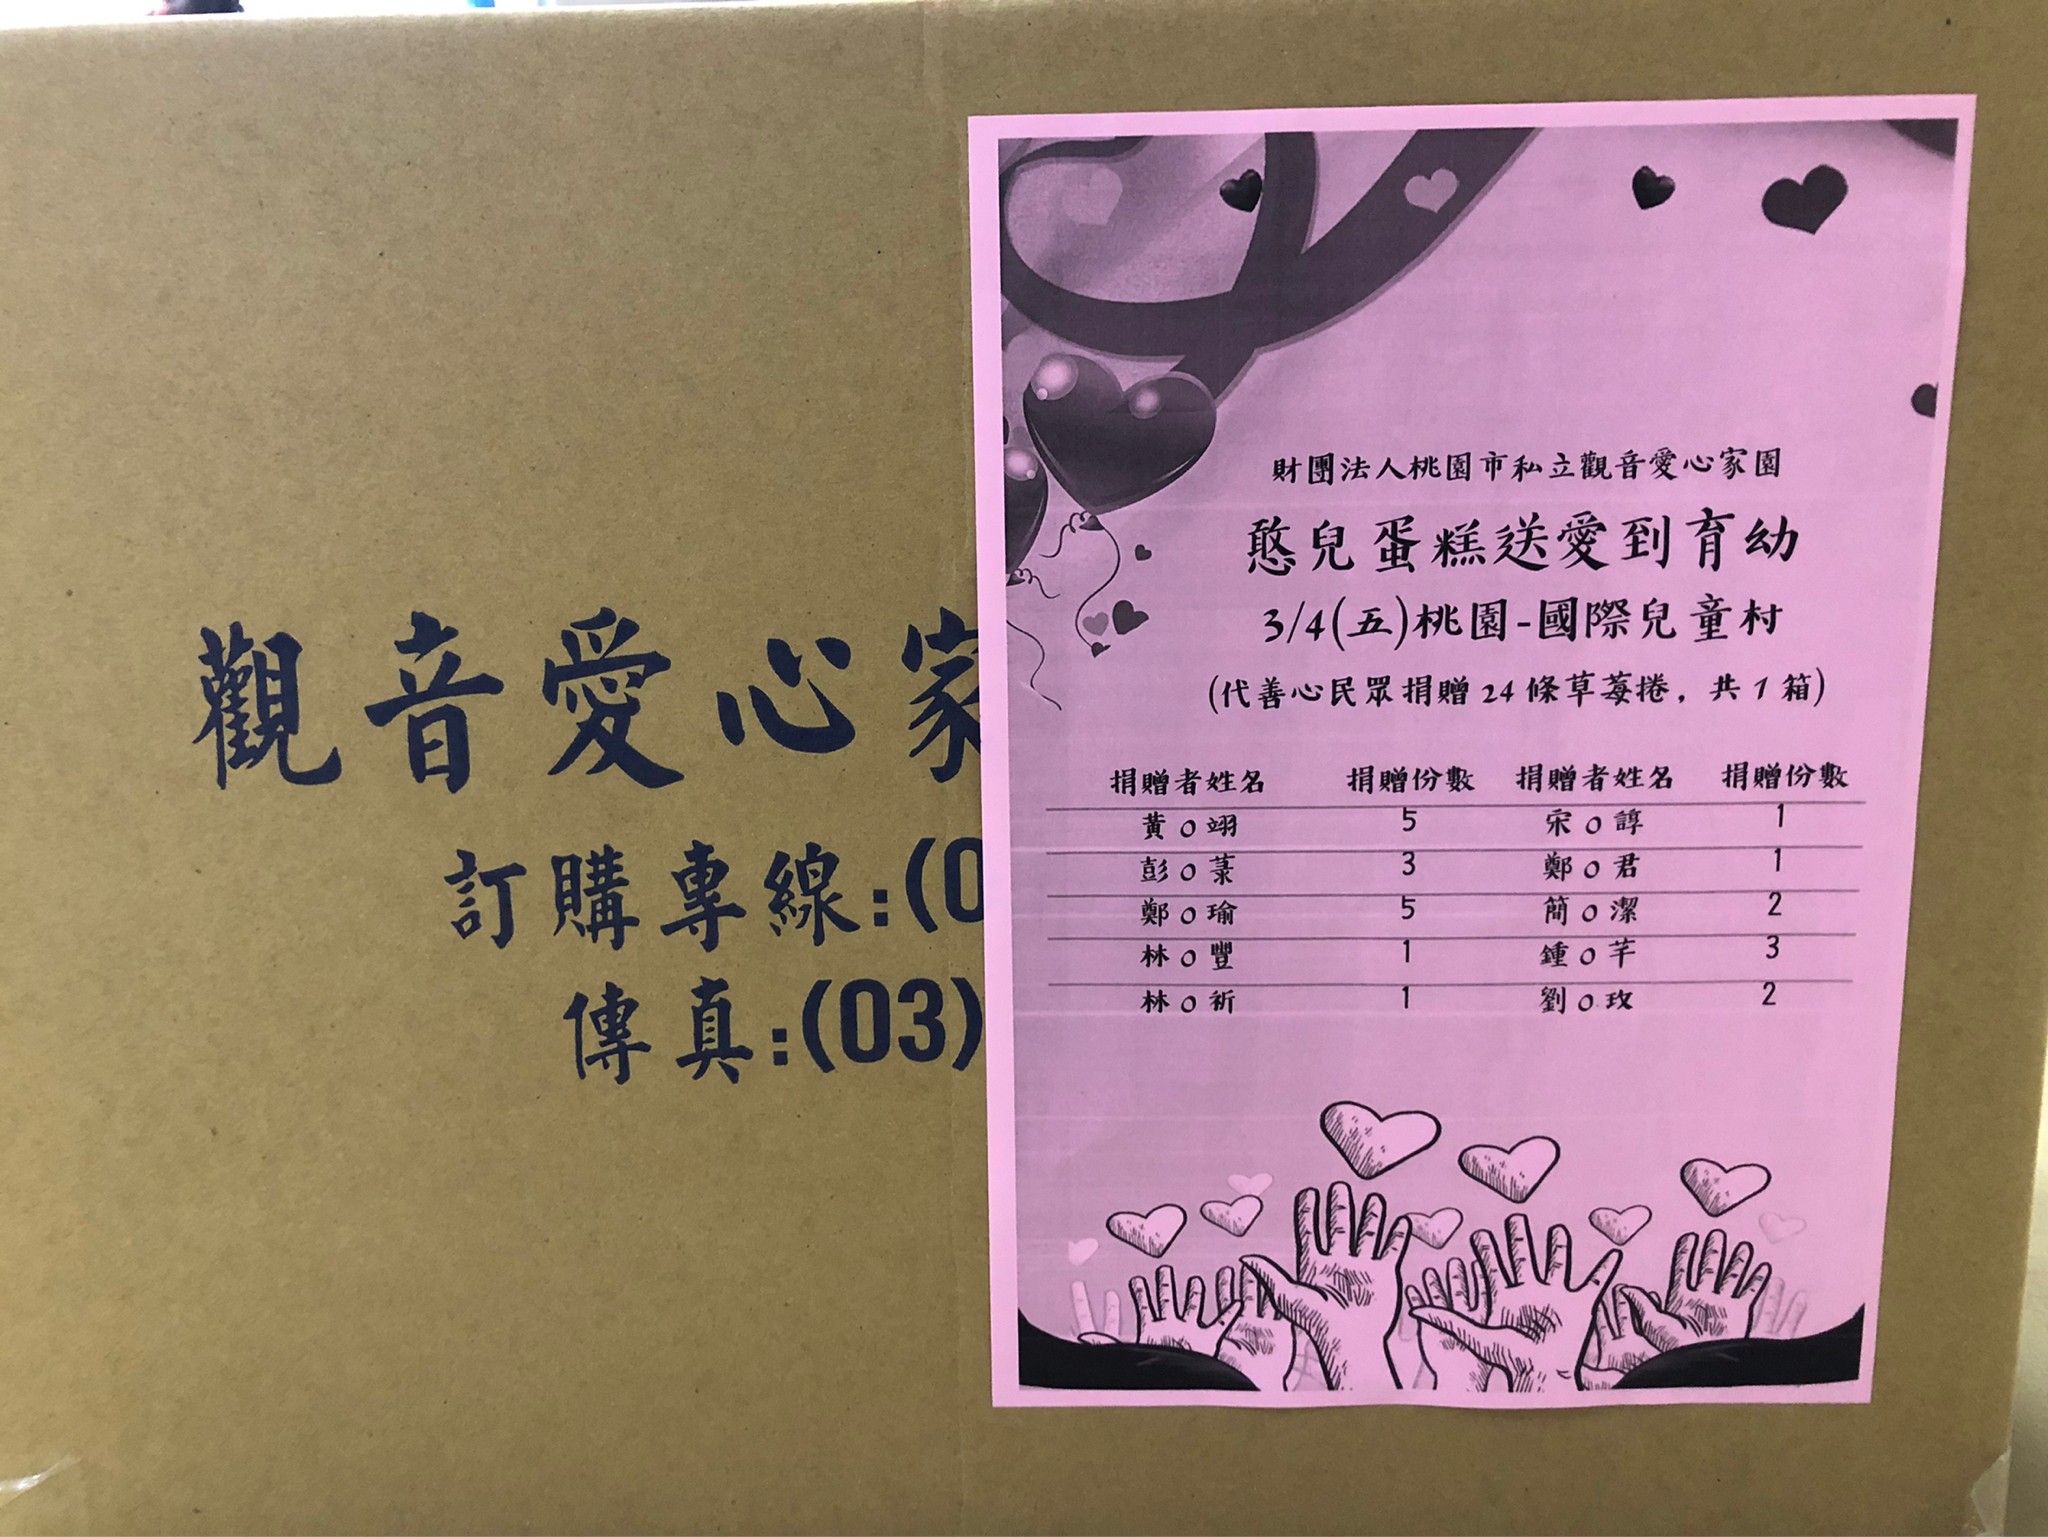 觀音愛心家
訂購專線:(0
傳真:(03)
財團法人桃園市私立觀音愛心家園
憨兒蛋糕送愛到育幼
3/4(五)桃園-國際兒童村
(代善心民眾捐贈 24 條草莓捲，共 1 箱)
捐贈者姓名 捐贈份數 捐贈者姓名 捐贈份數
黃o翊 5 宋o諄 1
彭o菉 3 鄭o君 1
鄭o瑜 5 簡o潔 2
林o豐 1 鍾o芊 3
林o祈 1 劉o玫 2